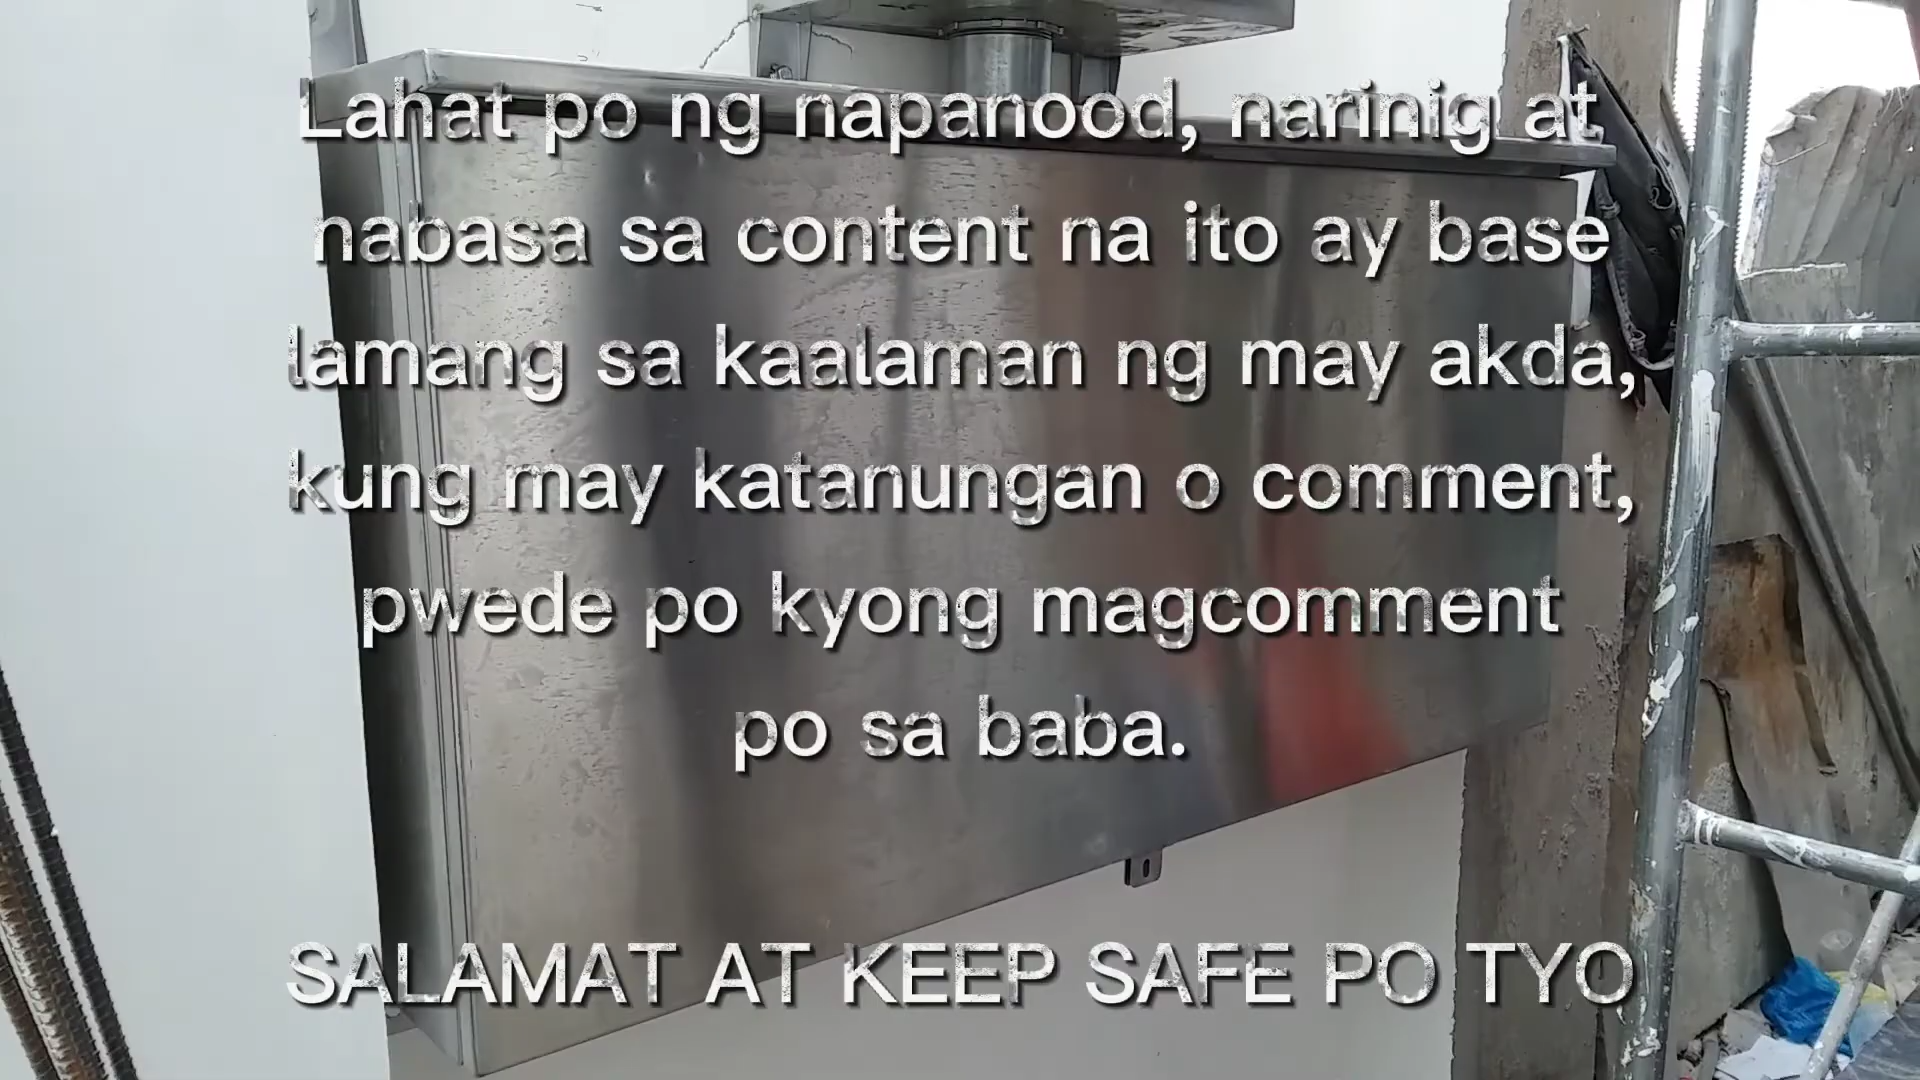 Lahat po ng napanood, narinig at
nabasa sa content na ito ay base
lamang sa kaalaman ng may akda,
kung may katanungan o comment,
pwede po kyong magcomment
po sa baba.
SALAMAT AT KEEP SAFE PO TYO